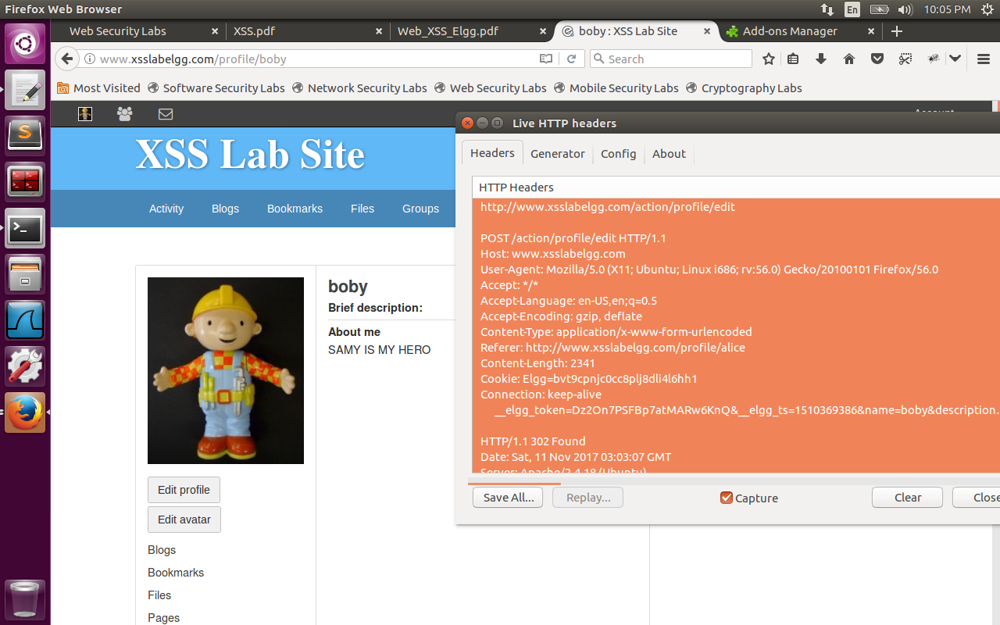 Firefox Web Browser
En
10:05 PM
Web Security Labs
XSS.pdf
Web_XSS_Elgg.pdf
boby : XSS Lab Site
Add-ons Manager
www.xsslabelgg.com/profile/boby
Search
Most Visited
Software Security Labs
Network Security Labs
Web Security Labs
Mobile Security Labs
Cryptography Labs
Account
XSS Lab Site
Activity
Blogs
Bookmarks
Files
Groups
boby
Brief description:
About me
SAMY IS MY HERO
Edit profile
Edit avatar
Blogs
Bookmarks
Files
Pages
Live HTTP headers
Headers
Generator
Config
About
HTTP Headers
http://www.xsslabelgg.com/action/profile/edit
POST /action/profile/edit HTTP/1.1
Host: www.xsslabelgg.com
User-Agent: Mozilla/5.0 (X11; Ubuntu; Linux i686; rv:56.0) Gecko/20100101 Firefox/56.0
Accept: */*
Accept-Language: en-US,en;q=0.5
Accept-Encoding: gzip, deflate
Content-Type: application/x-www-form-urlencoded
Referer: http://www.xsslabelgg.com/profile/alice
Content-Length: 2341
Cookie: Elgg=bvt9cpnjc0cc8plj8dli4l6hh1
Connection: keep-alive
__elgg_token=Dz2On7PSFBp7atMARw6KnQ&__elgg_ts=1510369386&name=boby&description.
HTTP/1.1 302 Found
Date: Sat, 11 Nov 2017 03:03:07 GMT
Server: Apache/2.4.18 (Ubuntu)
Save All...
Replay...
Capture
Clear
Close